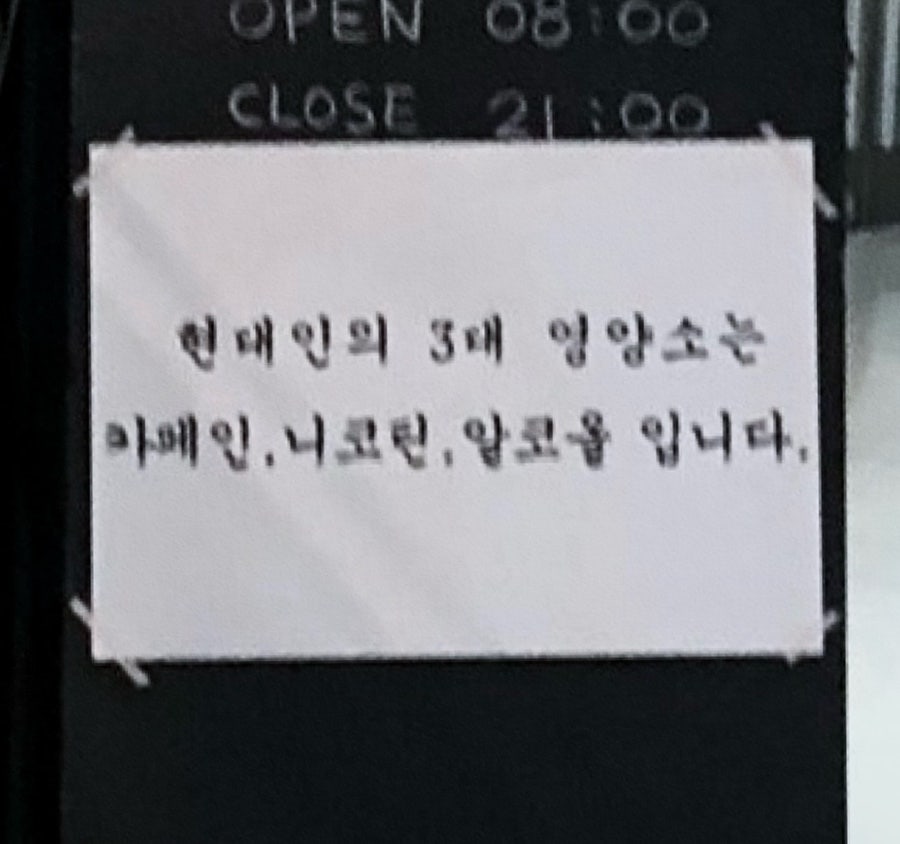 OPEN 08:00
CLOSE 21:00
현대인의 3대 영양소는
카페인.니코틴.알코올 입니다.